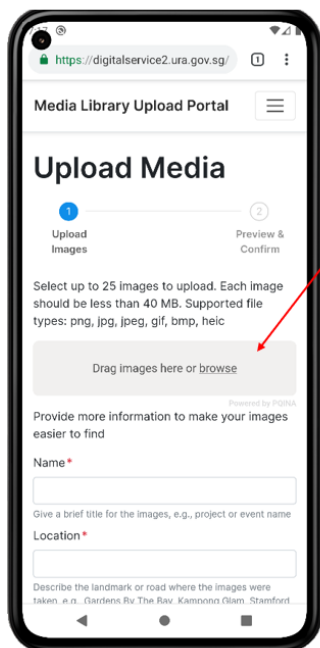 https://digitalservice2.ura.gov.sg/
1
Media Library Upload Portal
Upload Media
1
2
Upload
Images
Preview &
Confirm
Select up to 25 images to upload. Each image
should be less than 40 MB. Supported file
types: png, jpg, jpeg, gif, bmp, heic
Drag images here or browse
Powered by PQINA
Provide more information to make your images
easier to find
Name*
Give a brief title for the images, e.g., project or event name
Location*
Describe the landmark or road where the images were
taken, e.g., Gardens By The Bay, Kampong Glam, Stamford